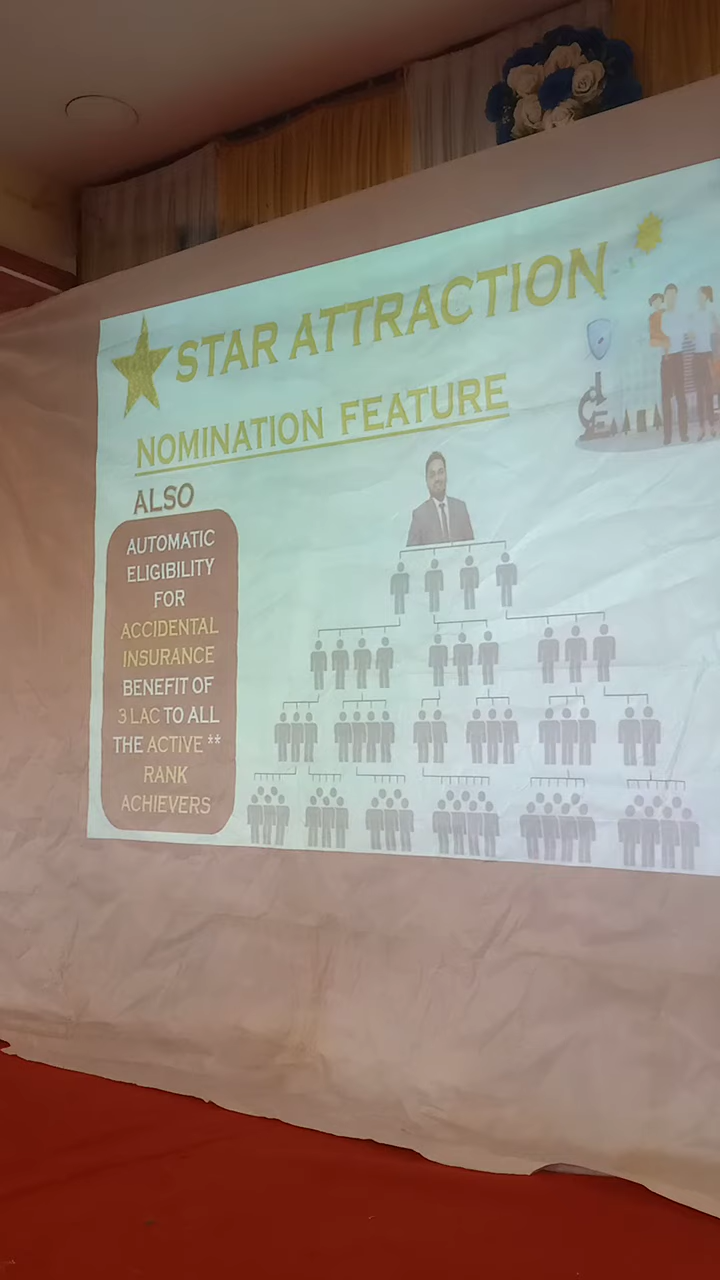 STAR ATTRACTION
NOMINATION FEATURE
ALSO
AUTOMATIC
ELIGIBILITY
FOR
ACCIDENTAL
INSURANCE
BENEFIT OF
3 LAC TO ALL
THE ACTIVE **
RANK
ACHIEVERS